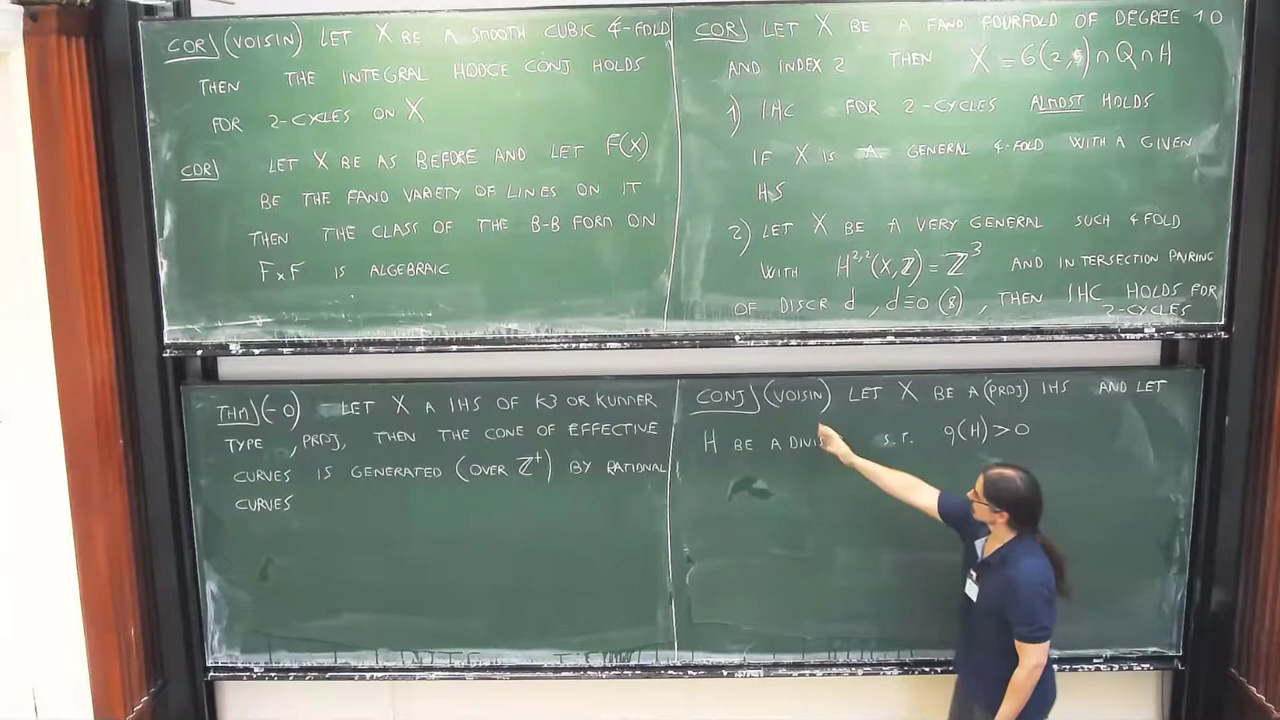 COR) (VOISIN) LET X BE A SMOOTH CUBIC 4-FOLD
THEN THE INTEGRAL HODGE CONJ HOLDS
FOR 2-CYCLES ON X
COR) LET X BE AS BEFORE AND LET F(X)
BE THE FANO VARIETY OF LINES ON IT
THEN THE CLASS OF THE B-B FORM ON
F×F IS ALGEBRAIC
COR) LET X BE A FANO FOURFOLD OF DEGREE 10
AND INDEX 2 THEN X = G(2,5)∩Q∩H
1) IHC FOR 2-CYCLES ALMOST HOLDS
IF X IS A GENERAL 4-FOLD WITH A GIVEN
HS
2) LET X BE A VERY GENERAL SUCH 4FOLD
WITH H^{2,2}(X,ℤ)=ℤ^3 AND INTERSECTION PAIRING
OF DISCR d, d≡0 (8), THEN IHC HOLDS FOR
2-CYCLES
THM) (-0) LET X A IHS OF K3 OR KUMMER
TYPE, PROJ, THEN THE CONE OF EFFECTIVE
CURVES IS GENERATED (OVER ℤ^+) BY RATIONAL
CURVES
CONJ) (VOISIN) LET X BE A (PROJ) IHS AND LET
H BE A DIVIS S.T. q(H)>0